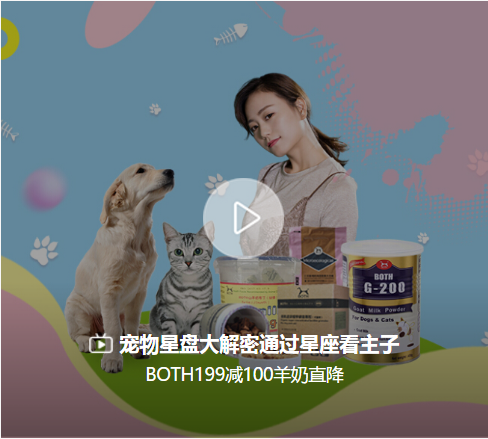 BOTH
G-200
Goat Milk Powder
For Dogs & Cats
宠物星盘大解密通过星座看主子
BOTH199减100羊奶直降